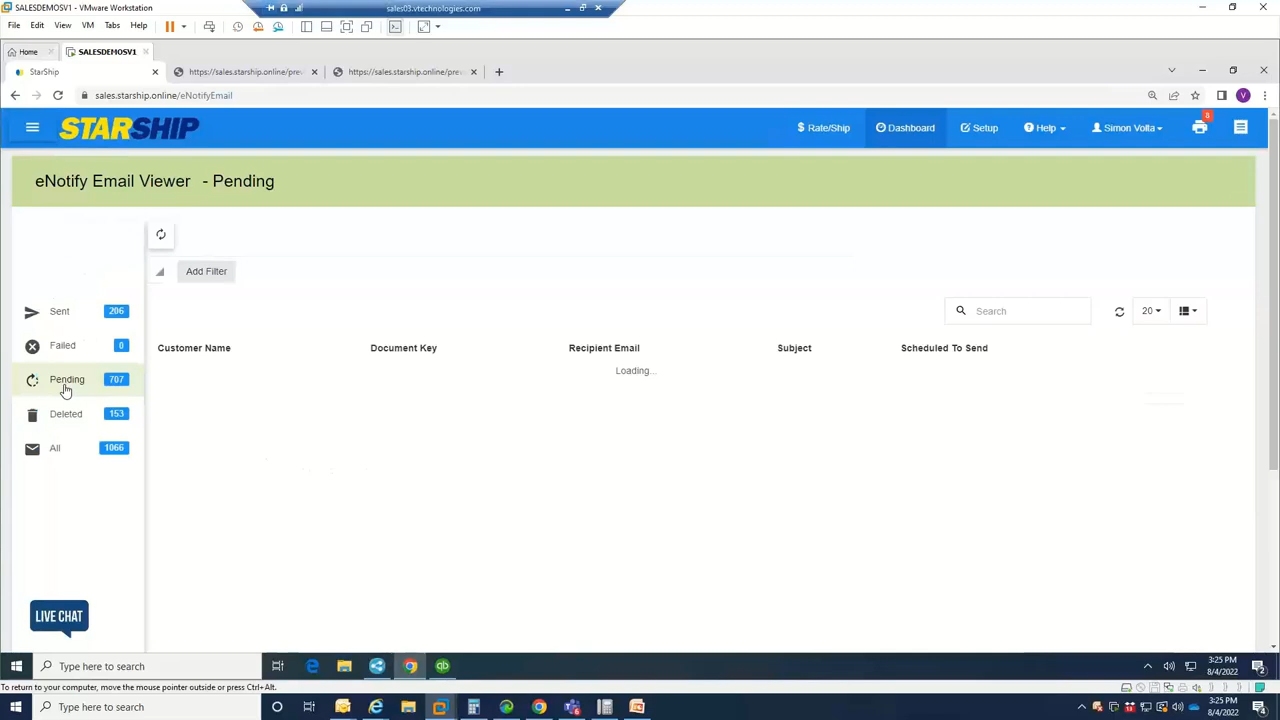 SALESDEMOSV1 - VMware Workstation
sales03.vtechnologies.com
File Edit View VM Tabs Help
Home SALESDEMOSV1
StarShip https://sales.starship.online/prev https://sales.starship.online/prev
sales.starship.online/eNotifyEmail V
STARSHIP $ Rate/Ship Dashboard Setup Help Simon Volta 8
eNotify Email Viewer - Pending
Add Filter
Sent 206
Search 20
Failed 0
Customer Name Document Key Recipient Email Subject Scheduled To Send
Loading...
Pending 707
Deleted 153
All 1066
LIVE CHAT
Type here to search
3:25 PM
8/4/2022
2
To return to your computer, move the mouse pointer outside or press Ctrl+Alt.
Type here to search
3:25 PM
8/4/2022
2